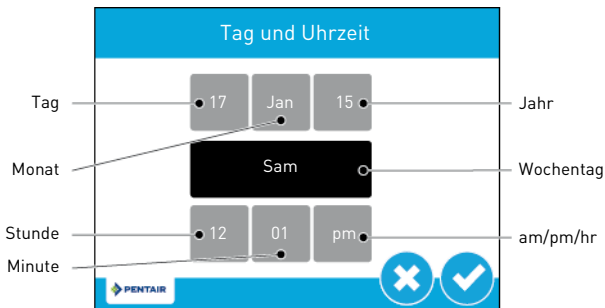 Tag und Uhrzeit
Tag 17 Jan 15 Jahr
Monat Sam Wochentag
Stunde 12 01 pm am/pm/hr
Minute
PENTAIR